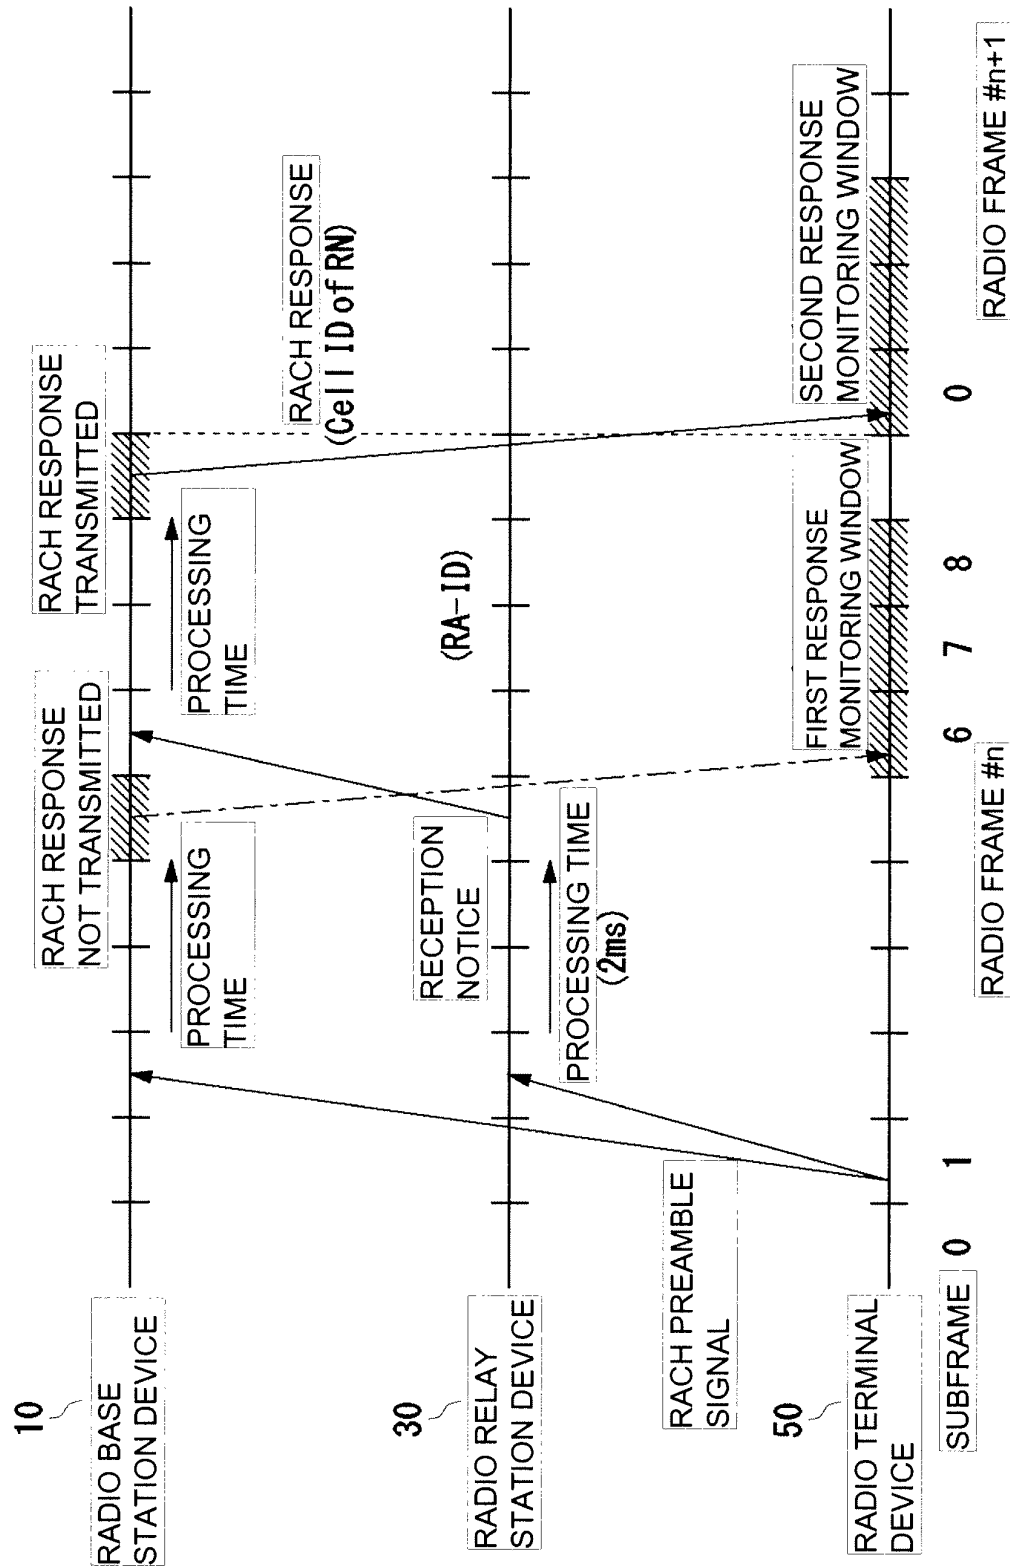 10
RADIO BASE
STATION DEVICE
PROCESSING
TIME
RACH RESPONSE
NOT TRANSMITTED
PROCESSING
TIME
RACH RESPONSE
TRANSMITTED
RACH RESPONSE
(Cell ID of RN)
30
RADIO RELAY
STATION DEVICE
RECEPTION
NOTICE
(RA-ID)
PROCESSING TIME
(2ms)
RACH PREAMBLE
SIGNAL
50
RADIO TERMINAL
DEVICE
FIRST RESPONSE
MONITORING WINDOW
SECOND RESPONSE
MONITORING WINDOW
SUBFRAME 0 1 6 7 8 0
RADIO FRAME #n
RADIO FRAME #n+1